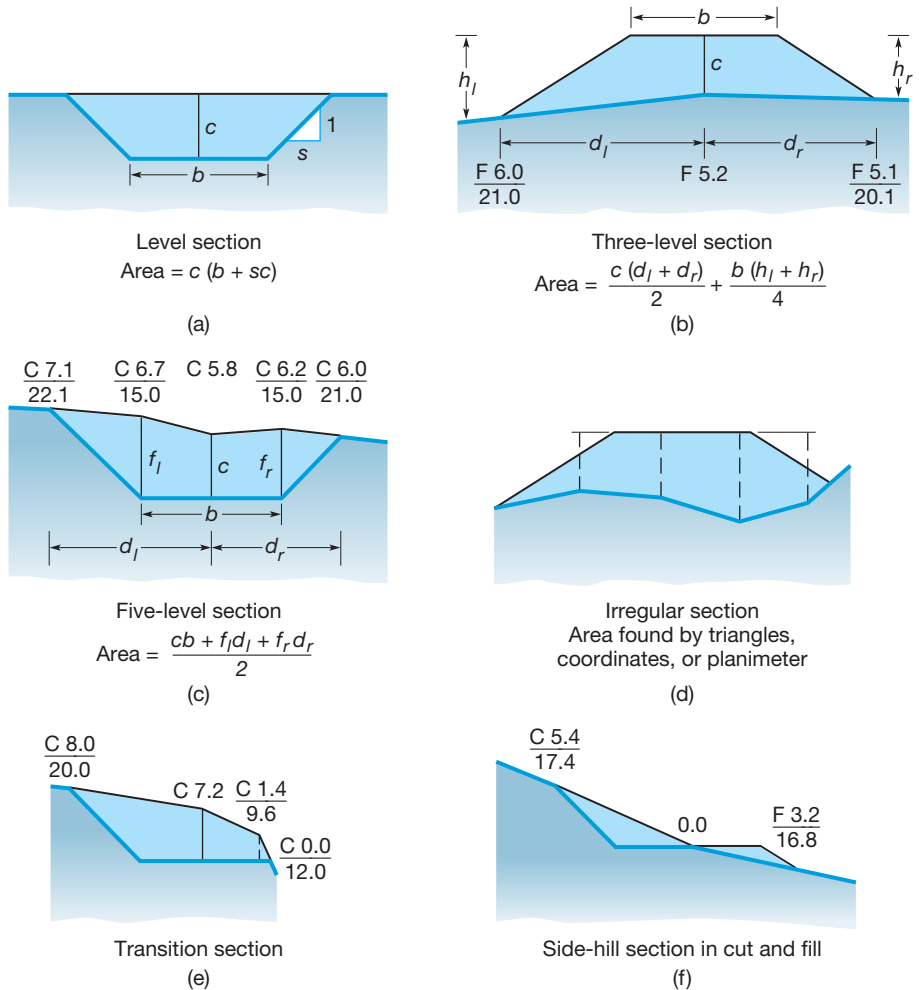 c
1
s
b
Level section
Area = c (b + sc)
(a)
b
h_l
c
h_r
d_l
d_r
F 6.0
21.0
F 5.2
F 5.1
20.1
Three-level section
Area = c (d_l + d_r) / 2 + b (h_l + h_r) / 4
(b)
C 7.1
22.1
C 6.7
15.0
C 5.8
C 6.2
15.0
C 6.0
21.0
f_l
c
f_r
b
d_l
d_r
Five-level section
Area = cb + f_l d_l + f_r d_r / 2
(c)
Irregular section
Area found by triangles,
coordinates, or planimeter
(d)
C 8.0
20.0
C 7.2
C 1.4
9.6
C 0.0
12.0
Transition section
(e)
C 5.4
17.4
0.0
F 3.2
16.8
Side-hill section in cut and fill
(f)